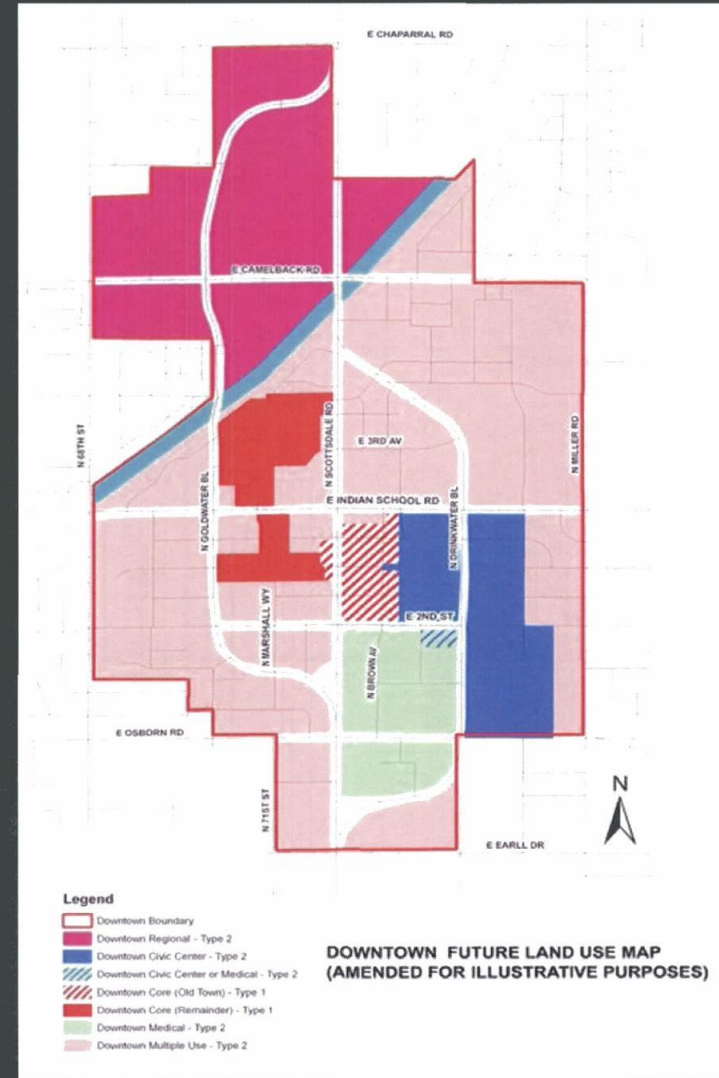 E CHAPARRAL RD
E CAMELBACK RD
N 68TH ST
N GOLDWATER BL
N SCOTTSDALE RD
E 3RD AV
N MILLER RD
E INDIAN SCHOOL RD
N DRINKWATER BL
N MARSHALL WY
E 2ND ST
N BROWN AV
E OSBORN RD
N 71ST ST
N
E EARLL DR
Legend
Downtown Boundary
Downtown Regional - Type 2
Downtown Civic Center - Type 2
Downtown Civic Center or Medical - Type 2
Downtown Core (Old Town) - Type 1
Downtown Core (Remainder) - Type 1
Downtown Medical - Type 2
Downtown Multiple Use - Type 2
DOWNTOWN FUTURE LAND USE MAP
(AMENDED FOR ILLUSTRATIVE PURPOSES)